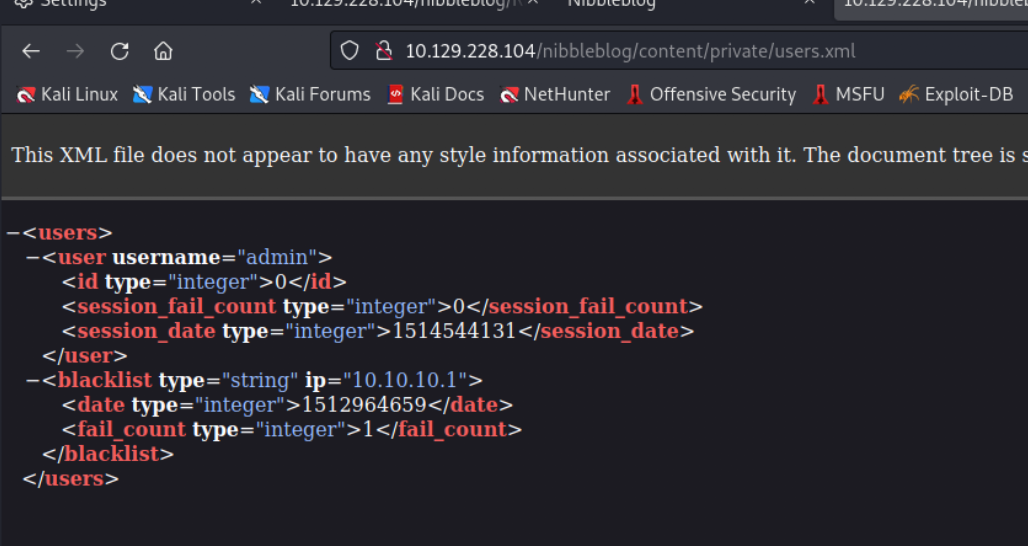 Settings
10.129.228.104/nibbleblog/
Nibbleblog
10.129.228.104/nibbleb
10.129.228.104/nibbleblog/content/private/users.xml
Kali Linux Kali Tools Kali Forums Kali Docs NetHunter Offensive Security MSFU Exploit-DB
This XML file does not appear to have any style information associated with it. The document tree is s
−<users>
−<user username="admin">
<id type="integer">0</id>
<session_fail_count type="integer">0</session_fail_count>
<session_date type="integer">1514544131</session_date>
</user>
−<blacklist type="string" ip="10.10.10.1">
<date type="integer">1512964659</date>
<fail_count type="integer">1</fail_count>
</blacklist>
</users>